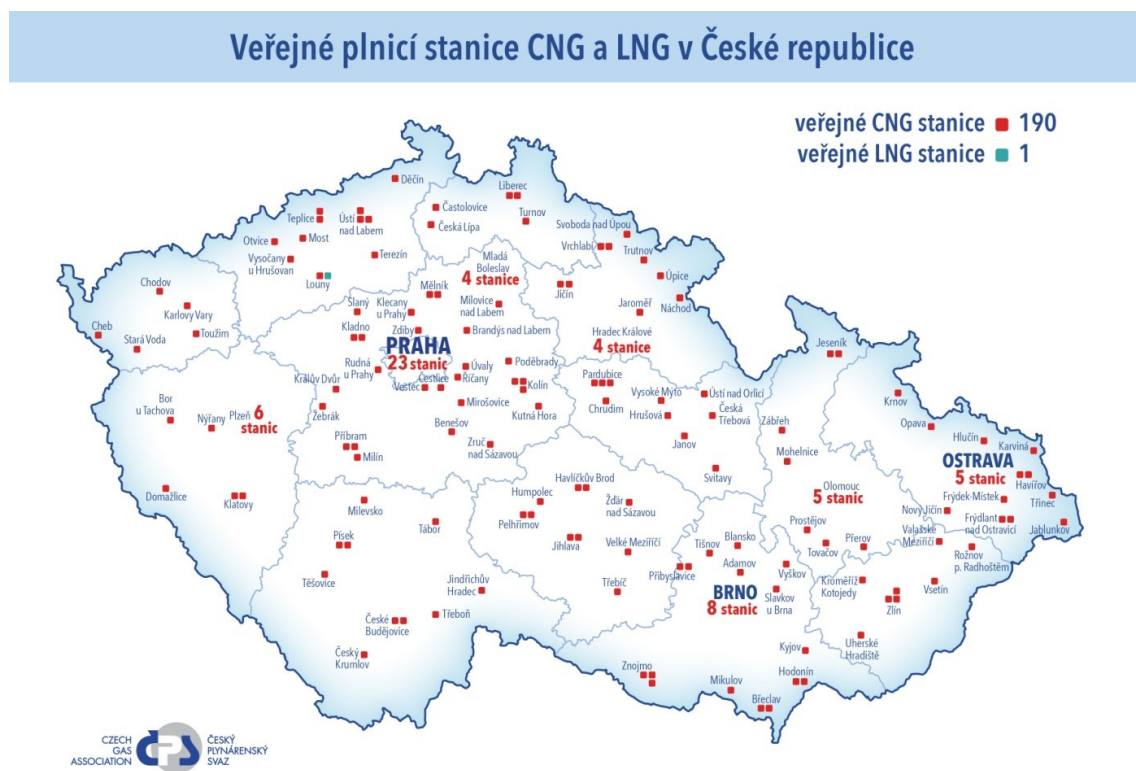 Veřejné plnicí stanice CNG a LNG v České republice
veřejné CNG stanice 190
veřejné LNG stanice 1
Děčín
Liberec
Častolovice
Teplice
Ústí
nad Labem
Turnov
Česká Lípa
Svoboda nad Úpou
Otvice
Most
Vrchlabí
Terezín
Trutnov
Vysočany
u Hrušovan
Mladá
Boleslav
4 stanice
Louny
Úpice
Chodov
Mělník
Jičín
Karlovy Vary
Slaný
Klecany
u Prahy
Milovice
nad Labem
Jaroměř
Náchod
Cheb
Toužim
Kladno
Zdiby
Brandýs nad Labem
Hradec Králové
4 stanice
Stará Voda
PRAHA
23 stanic
Jeseník
Rudná
u Prahy
Úvaly
Poděbrady
Říčany
Pardubice
Králův Dvůr
Čestlice
Vestec
Kolín
Vysoké Mýto
Ústí nad Orlicí
Krnov
Bor
u Tachova
Žebrák
Mirošovice
Kutná Hora
Chrudim
Hrušová
Česká
Třebová
Nýřany
Plzeň
6
stanic
Opava
Benešov
Zábřeh
Janov
Hlučín
Příbram
Zruč
nad Sázavou
Karviná
Milín
Mohelnice
OSTRAVA
5 stanic
Svitavy
Havířov
Havlíčkův Brod
Olomouc
5 stanic
Domažlice
Klatovy
Humpolec
Frýdek-Místek
Třinec
Milevsko
Žďár
nad Sázavou
Nový Jičín
Pelhřimov
Frýdlant
nad Ostravicí
Jablunkov
Tábor
Prostějov
Valašské
Meziříčí
Písek
Jihlava
Velké Meziříčí
Tišnov
Blansko
Tovačov
Přerov
Rožnov
p. Radhoštěm
Těšovice
Přibyslavice
Adamov
Vyškov
Kroměříž
Kotojedy
Vsetín
Jindřichův
Hradec
Třebíč
BRNO
8 stanic
Slavkov
u Brna
Zlín
České
Budějovice
Třeboň
Uherské
Hradiště
Český
Krumlov
Kyjov
Znojmo
Hodonín
Mikulov
Břeclav
CZECH
GAS
ASSOCIATION
ČPS
ČESKÝ
PLYNÁRENSKÝ
SVAZ